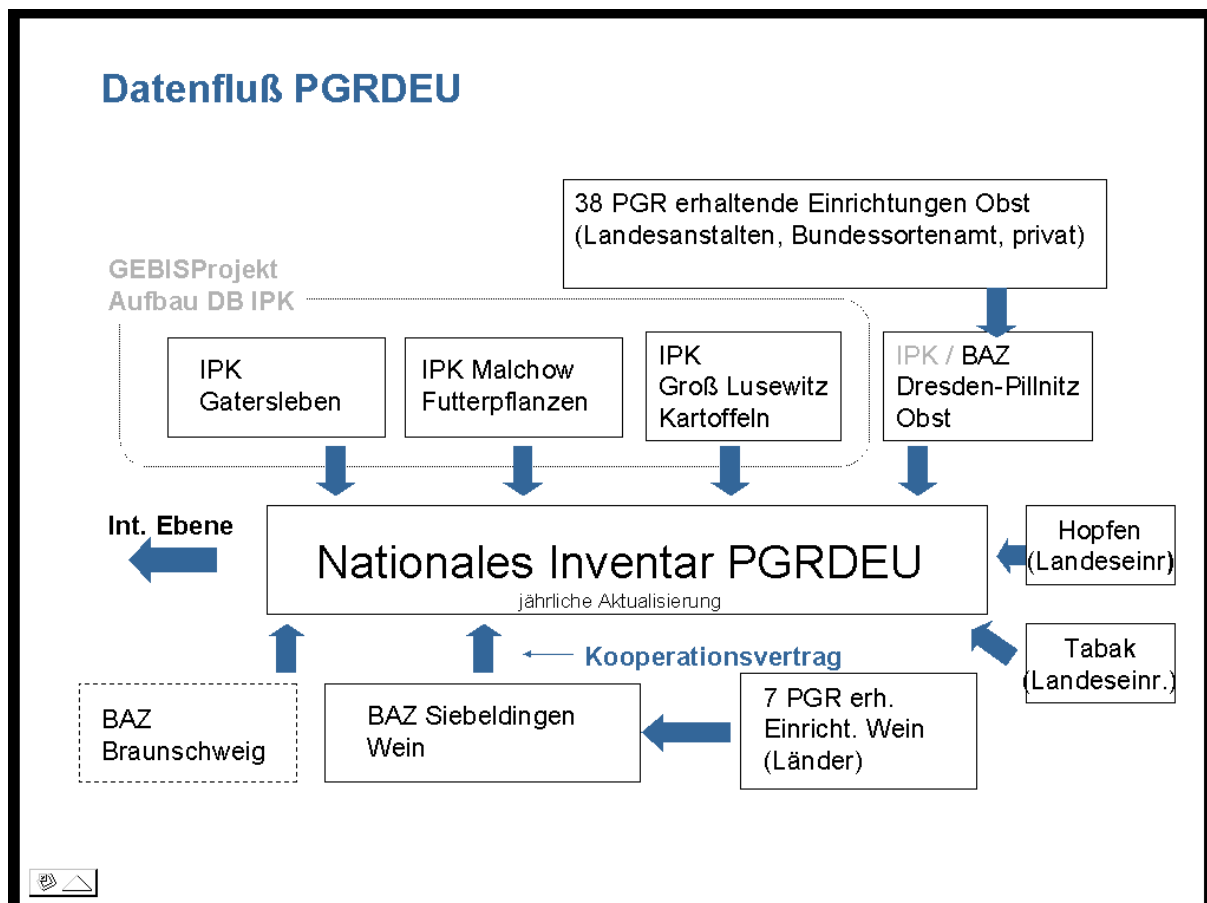 Datenfluß PGRDEU
38 PGR erhaltende Einrichtungen Obst
(Landesanstalten, Bundessortenamt, privat)
GEBISProjekt
Aufbau DB IPK
IPK
Gatersleben
IPK Malchow
Futterpflanzen
IPK
Groß Lusewitz
Kartoffeln
IPK / BAZ
Dresden-Pillnitz
Obst
Int. Ebene
Nationales Inventar PGRDEU
jährliche Aktualisierung
Hopfen
(Landeseinr)
Kooperationsvertrag
Tabak
(Landeseinr.)
BAZ
Braunschweig
BAZ Siebeldingen
Wein
7 PGR erh.
Einricht. Wein
(Länder)